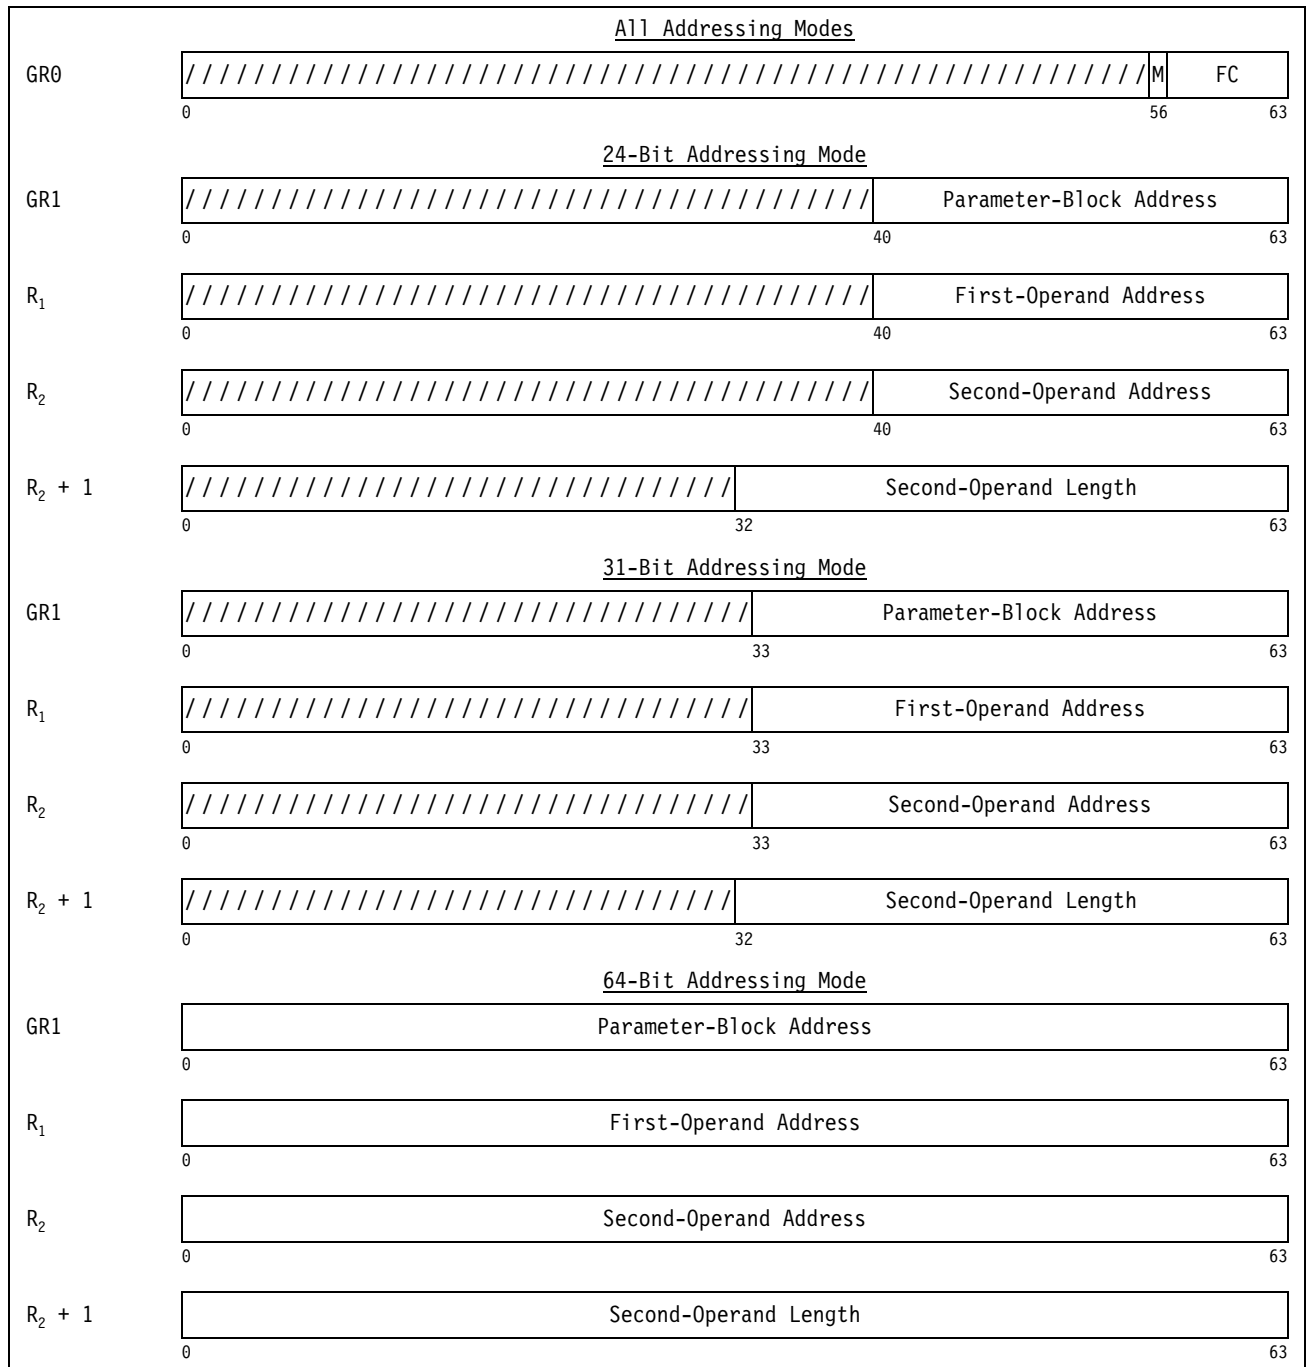 All Addressing Modes
GR0 //////////////////////////////////////////////////////// M FC
0 56 63
24-Bit Addressing Mode
GR1 //////////////////////////////////////// Parameter-Block Address
0 40 63
R₁ //////////////////////////////////////// First-Operand Address
0 40 63
R₂ //////////////////////////////////////// Second-Operand Address
0 40 63
R₂ + 1 //////////////////////////////// Second-Operand Length
0 32 63
31-Bit Addressing Mode
GR1 ///////////////////////////////// Parameter-Block Address
0 33 63
R₁ ///////////////////////////////// First-Operand Address
0 33 63
R₂ ///////////////////////////////// Second-Operand Address
0 33 63
R₂ + 1 //////////////////////////////// Second-Operand Length
0 32 63
64-Bit Addressing Mode
GR1 Parameter-Block Address
0 63
R₁ First-Operand Address
0 63
R₂ Second-Operand Address
0 63
R₂ + 1 Second-Operand Length
0 63